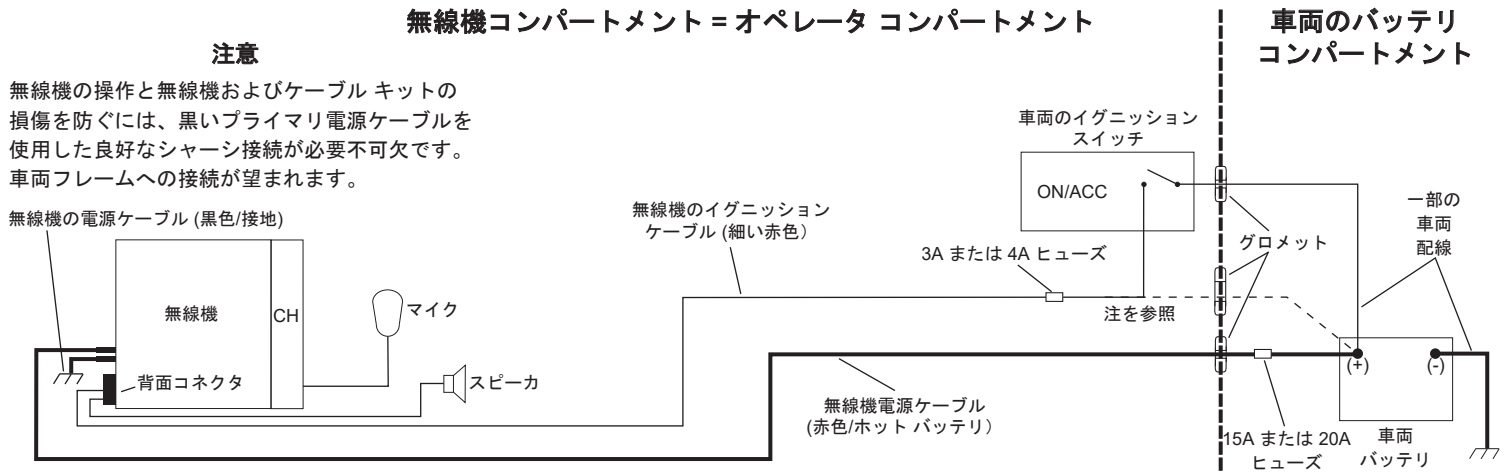 無線機コンパートメント = オペレータ コンパートメント
車両のバッテリ
コンパートメント
注意
無線機の操作と無線機およびケーブル キットの
損傷を防ぐには、黒いプライマリ電源ケーブルを
使用した良好なシャーシ接続が必要不可欠です。
車両フレームへの接続が望まれます。
無線機の電源ケーブル (黒色/接地)
無線機
CH
マイク
背面コネクタ
スピーカ
無線機のイグニッション
ケーブル (細い赤色)
車両のイグニッション
スイッチ
ON/ACC
3A または 4A ヒューズ
注を参照
グロメット
一部の
車両
配線
無線機電源ケーブル
(赤色/ホット バッテリ)
15A または 20A
ヒューズ
(+)
(-)
車両
バッテリ